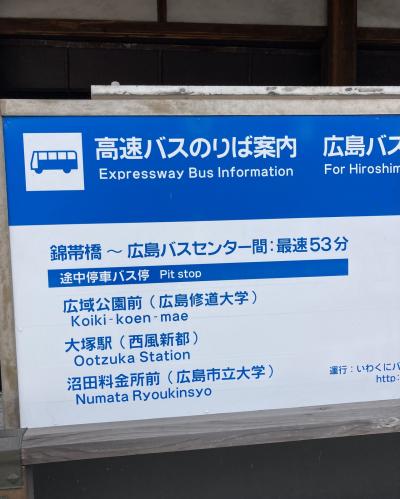 高速バスのりば案内 広島バス
Expressway Bus Information For Hiroshim
錦帯橋 ～ 広島バスセンター間：最速53分
途中停車バス停 Pit stop
広域公園前（広島修道大学）
Koiki-koen-mae
大塚駅（西風新都）
Ootzuka Station
沼田料金所前（広島市立大学）
Numata Ryoukinsyo
運行：いわくにバ
http: